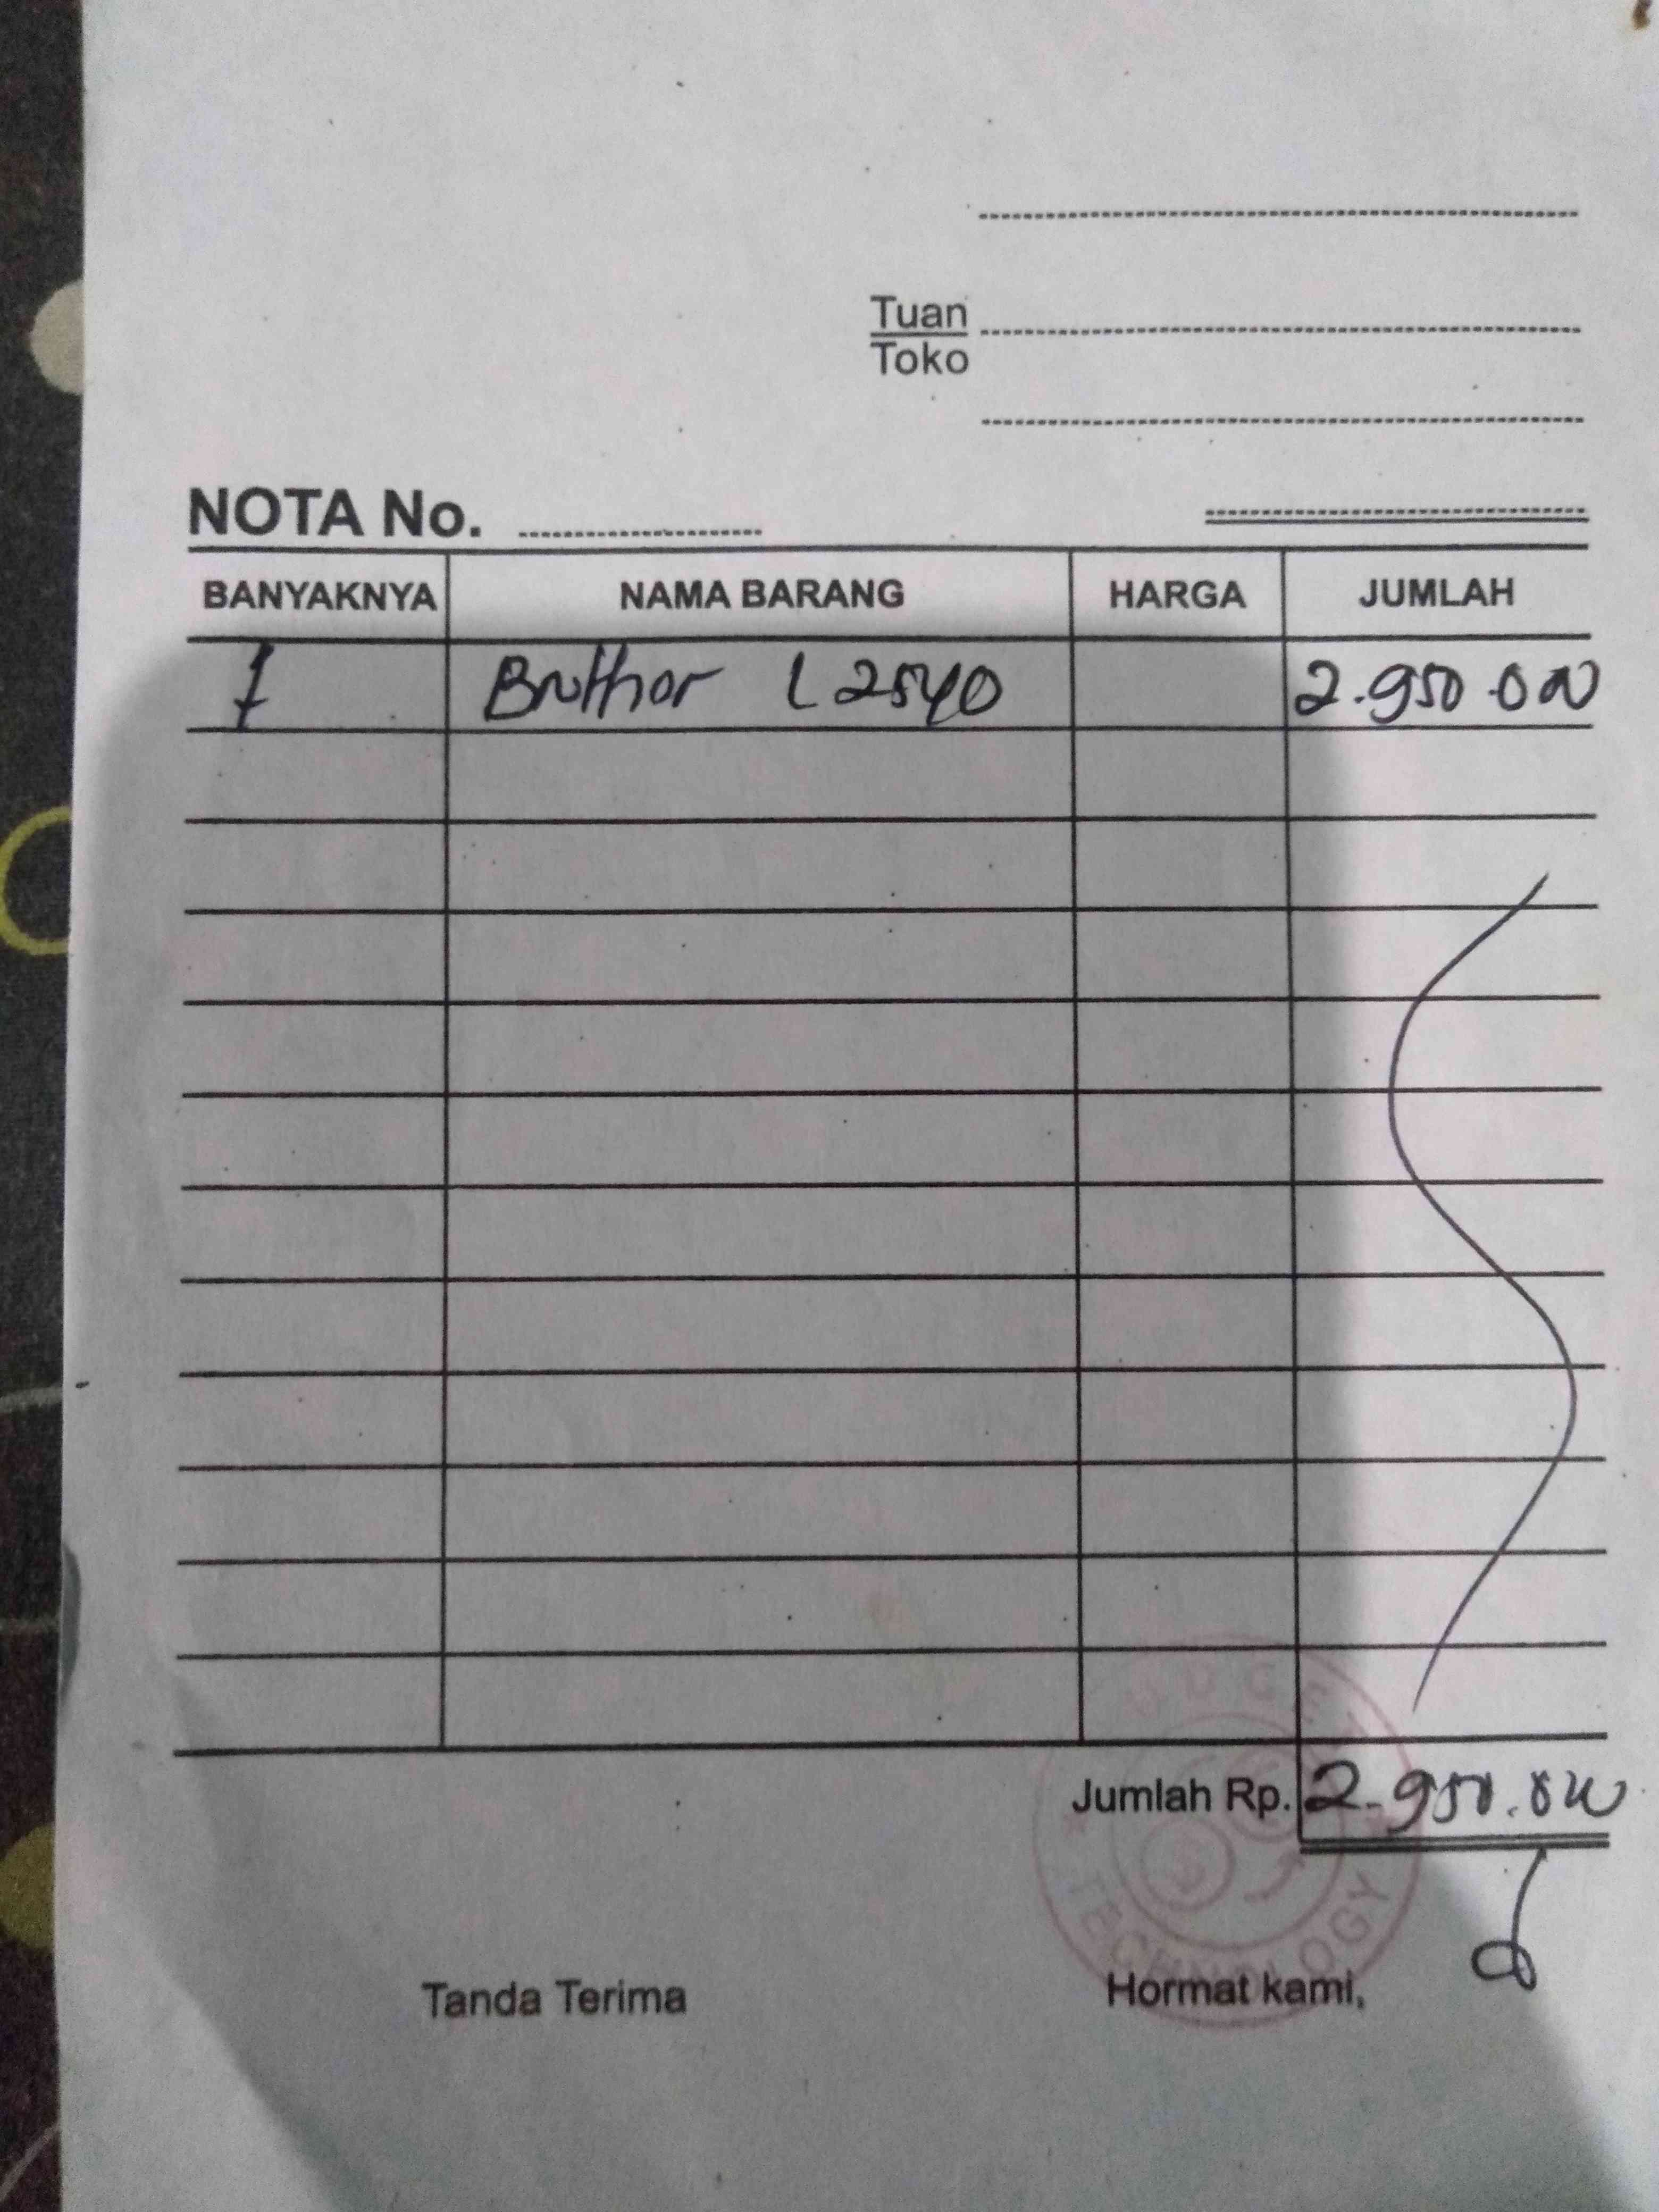 Tuan
Toko
NOTA No.
BANYAKNYA NAMA BARANG HARGA JUMLAH
1 Brother L2540 2.950.000
Jumlah Rp. 2.950.000
TECHNOLOGY
Tanda Terima Hormat kami,